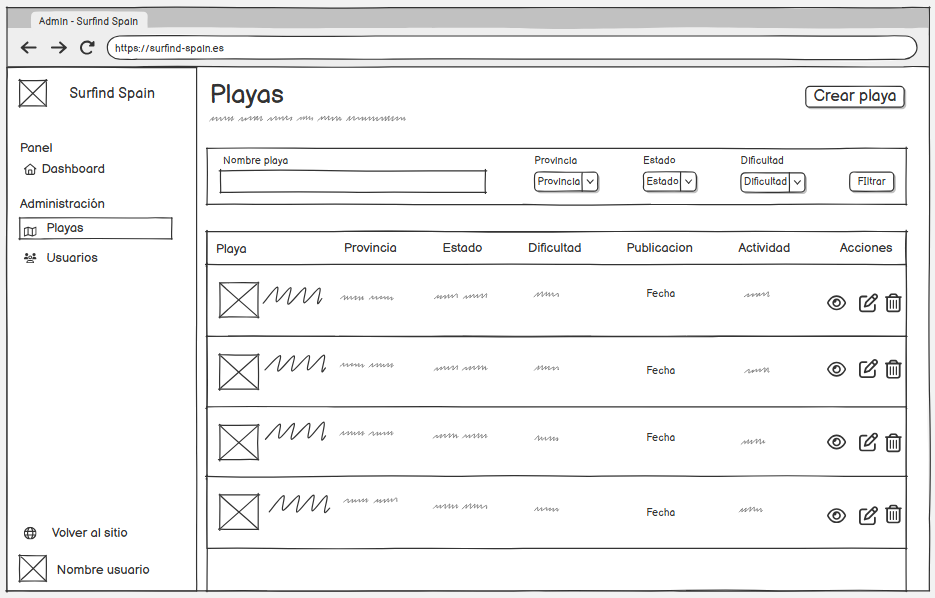 Admin - Surfind Spain
https://surfind-spain.es
Surfind Spain
Panel
Dashboard
Administración
Playas
Usuarios
Volver al sitio
Nombre usuario
Playas
Crear playa
Nombre playa
Provincia
Estado
Dificultad
Provincia
Estado
Dificultad
FIltrar
Playa Provincia Estado Dificultad Publicacion Actividad Acciones
Fecha
Fecha
Fecha
Fecha